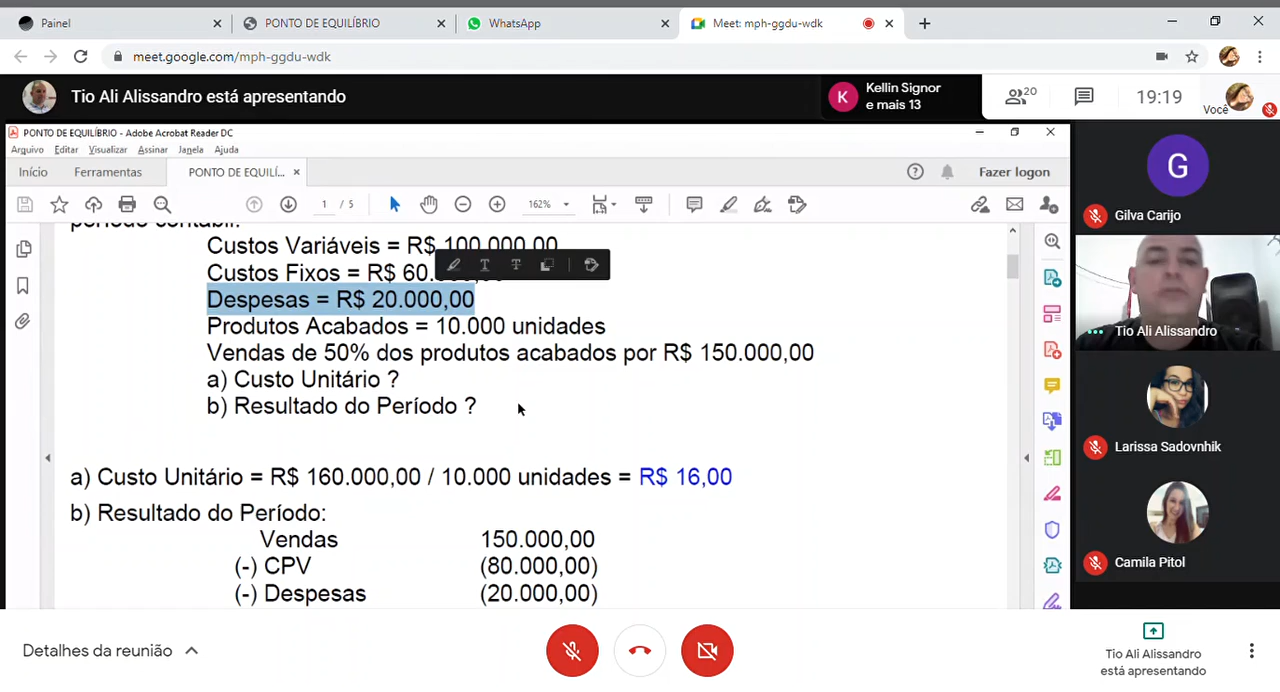 Painel
PONTO DE EQUILÍBRIO
WhatsApp
Meet: mph-ggdu-wdk
meet.google.com/mph-ggdu-wdk
Tio Ali Alissandro está apresentando
K
Kellin Signor
e mais 13
20
19:19
Você
PONTO DE EQUILÍBRIO - Adobe Acrobat Reader DC
Arquivo Editar Visualizar Assinar Janela Ajuda
Início Ferramentas PONTO DE EQUILÍ... Fazer logon
1 / 5 162%
período contábil:
Custos Variáveis = R$ 100.000,00
Custos Fixos = R$ 60.
Despesas = R$ 20.000,00
Produtos Acabados = 10.000 unidades
Vendas de 50% dos produtos acabados por R$ 150.000,00
a) Custo Unitário ?
b) Resultado do Período ?
a) Custo Unitário = R$ 160.000,00 / 10.000 unidades = R$ 16,00
b) Resultado do Período:
Vendas 150.000,00
(-) CPV (80.000,00)
(-) Despesas (20.000,00)
G
Gilva Carijo
Tio Ali Alissandro
Larissa Sadovnhik
Camila Pitol
Detalhes da reunião
Tio Ali Alissandro
está apresentando